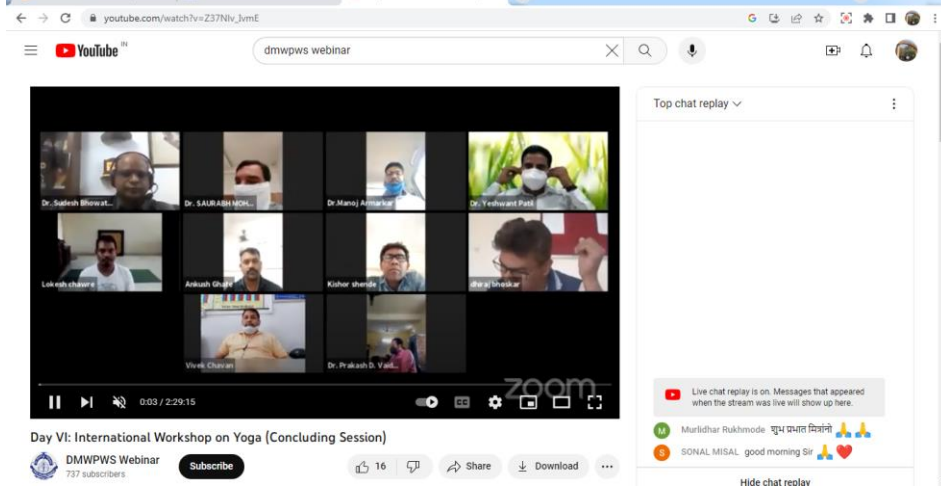 youtube.com/watch?v=Z37NIv_IvmE
YouTube IN
dmwpws webinar
Top chat replay
Dr. Sudesh Bhowat...
Dr. SAURABH MOH...
Dr.Manoj Armarkar
Dr. Yeshwant Patil
Lokesh chawre
Ankush Ghate
Kishor shende
dhiraj bhoskar
Vivek Chavan
Dr. Prakash D. Vaid...
zoom
0:03 / 2:29:15
CC
Live chat replay is on. Messages that appeared
when the stream was live will show up here.
M Murlidhar Rukhmode शुभ प्रभात मित्रांनो 🙏 🙏
S SONAL MISAL good morning Sir 🙏 ❤️
Hide chat replay
Day VI: International Workshop on Yoga (Concluding Session)
DMWPWS Webinar
737 subscribers
Subscribe
16
Share
Download